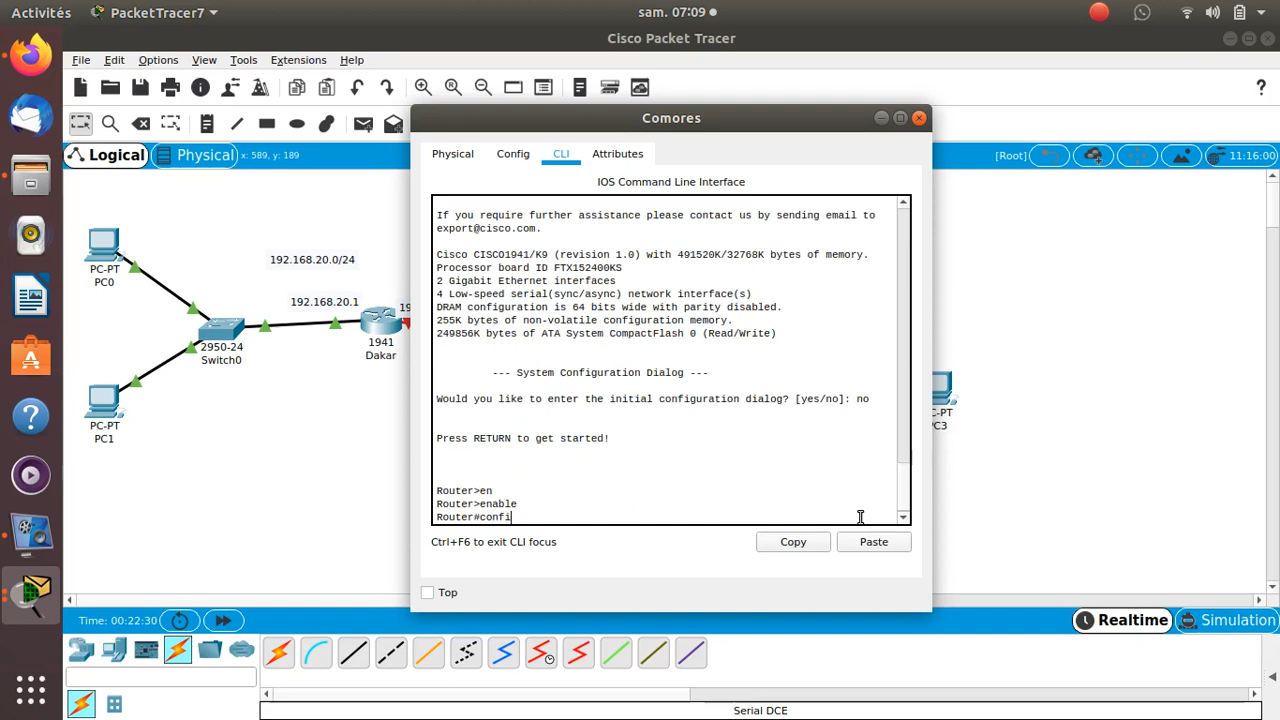 Activités
PacketTracer7
sam. 07:09
Cisco Packet Tracer
File Edit Options View Tools Extensions Help
Logical
Physical
x: 589, y: 189
[Root]
11:16:00
PC-PT
PC0
192.168.20.0/24
192.168.20.1
19
2950-24
Switch0
1941
Dakar
PC-PT
PC1
C-PT
PC3
Comores
Physical Config CLI Attributes
IOS Command Line Interface
If you require further assistance please contact us by sending email to
export@cisco.com.
Cisco CISCO1941/K9 (revision 1.0) with 491520K/32768K bytes of memory.
Processor board ID FTX152400KS
2 Gigabit Ethernet interfaces
4 Low-speed serial(sync/async) network interface(s)
DRAM configuration is 64 bits wide with parity disabled.
255K bytes of non-volatile configuration memory.
249856K bytes of ATA System CompactFlash 0 (Read/Write)
--- System Configuration Dialog ---
Would you like to enter the initial configuration dialog? [yes/no]: no
Press RETURN to get started!
Router>en
Router>enable
Router#confi
Ctrl+F6 to exit CLI focus
Copy
Paste
Top
Time: 00:22:30
Realtime
Simulation
Serial DCE